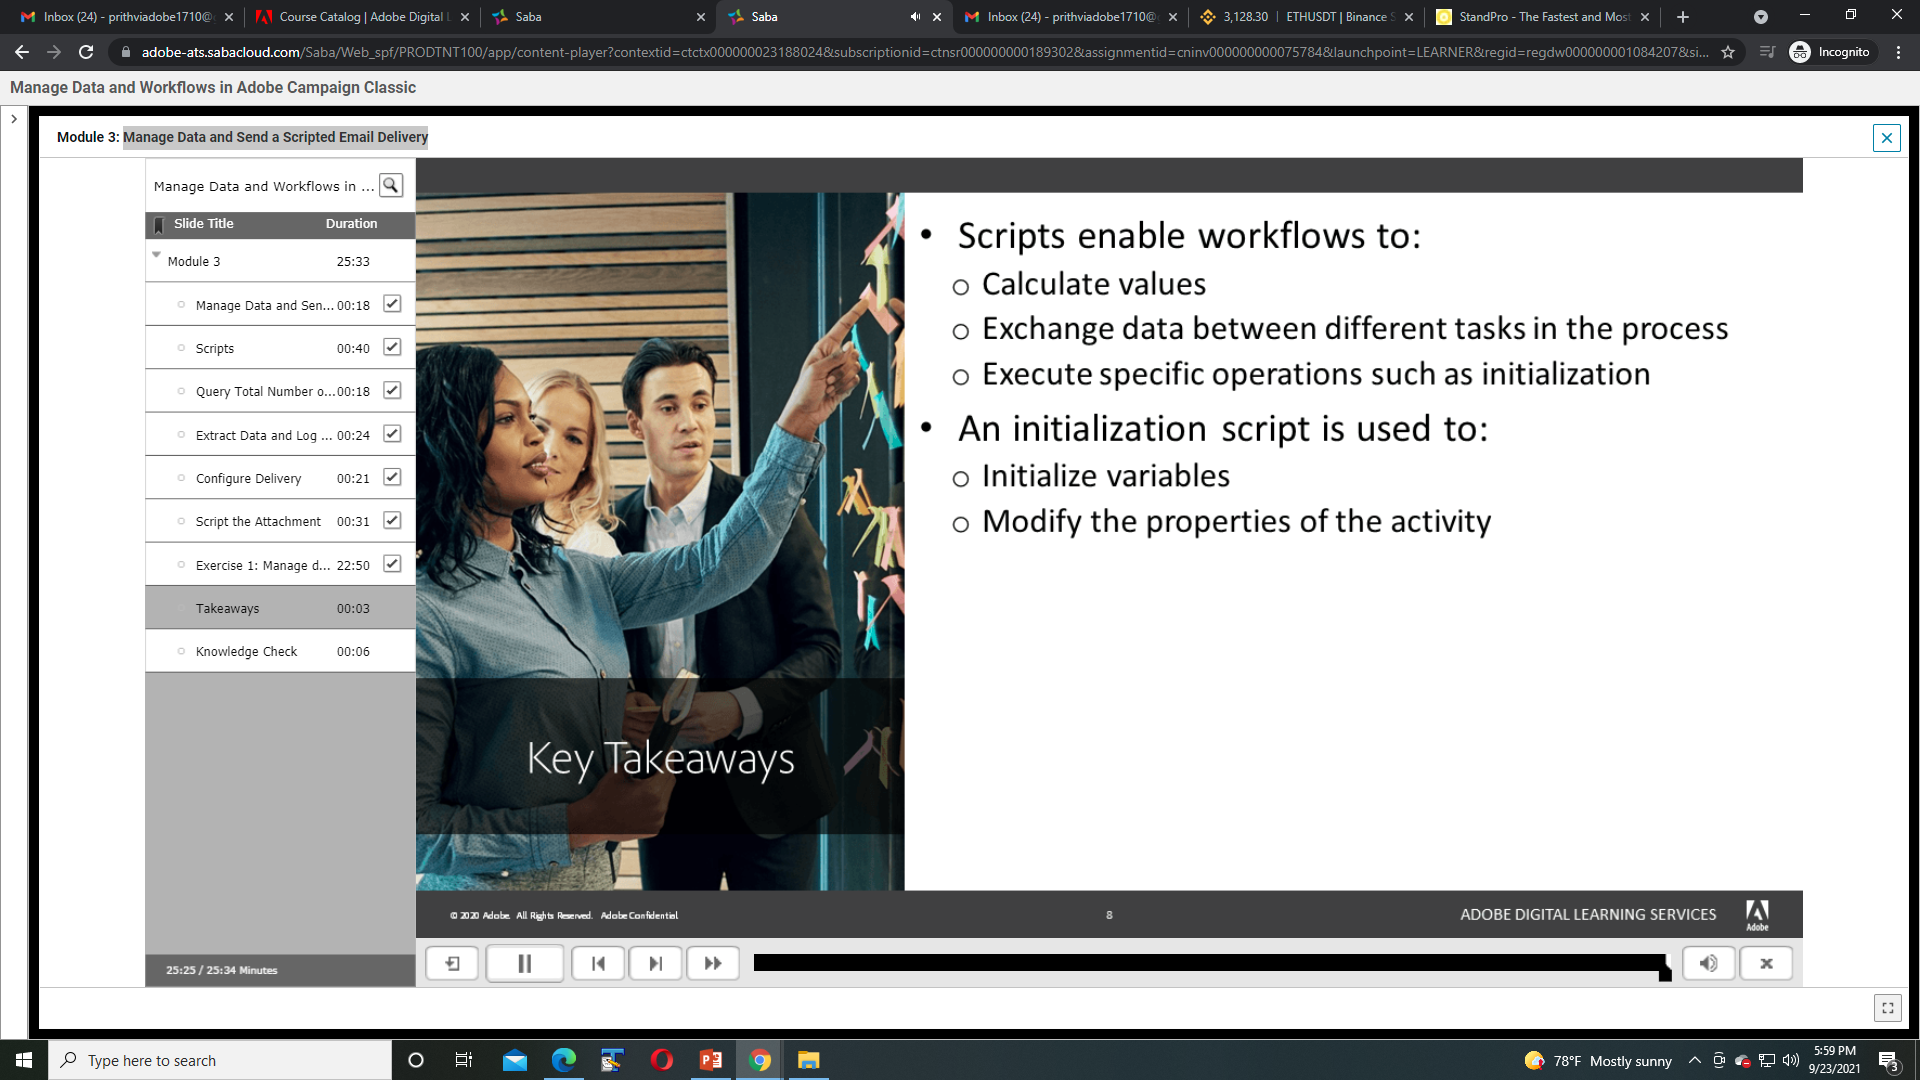 Inbox (24) - prithviadobe1710@
Course Catalog | Adobe Digital L
Saba
Saba
Inbox (24) - prithviadobe1710@
3,128.30 | ETHUSDT | Binance S
StandPro - The Fastest and Most
adobe-ats.sabacloud.com/Saba/Web_spf/PRODTNT100/app/content-player?contextid=ctctx000000023188024&subscriptionid=ctnsr0000000000189302&assignmentid=cninv000000000075784&launchpoint=LEARNER&regid=regdw000000001084207&si...
Incognito
Manage Data and Workflows in Adobe Campaign Classic
Module 3: Manage Data and Send a Scripted Email Delivery
Manage Data and Workflows in ...
Slide Title Duration
Module 3 25:33
Manage Data and Sen... 00:18
Scripts 00:40
Query Total Number o... 00:18
Extract Data and Log ... 00:24
Configure Delivery 00:21
Script the Attachment 00:31
Exercise 1: Manage d... 22:50
Takeaways 00:03
Knowledge Check 00:06
25:25 / 25:34 Minutes
Key Takeaways
• Scripts enable workflows to:
o Calculate values
o Exchange data between different tasks in the process
o Execute specific operations such as initialization
• An initialization script is used to:
o Initialize variables
o Modify the properties of the activity
© 2020 Adobe. All Rights Reserved. Adobe Confidential
8
ADOBE DIGITAL LEARNING SERVICES
Adobe
Type here to search
78°F Mostly sunny
5:59 PM
9/23/2021
3